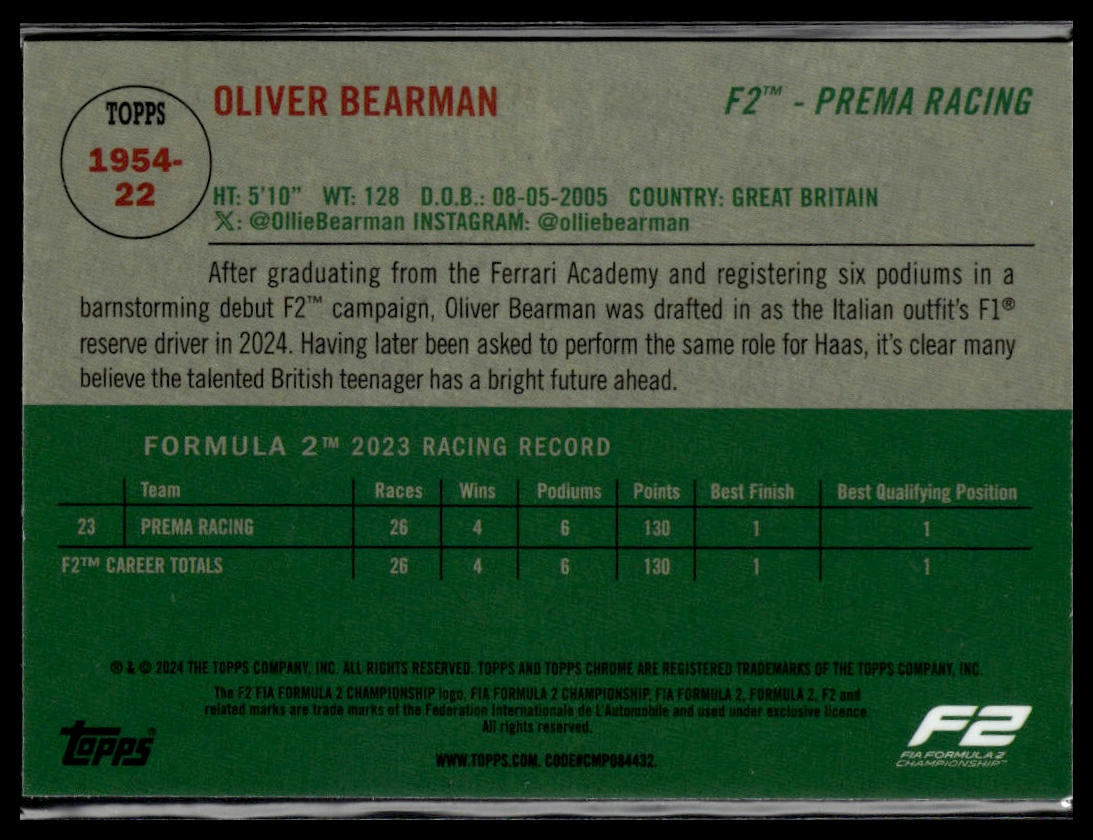 TOPPS
1954-
22
OLIVER BEARMAN
F2™ - PREMA RACING
HT: 5'10" WT: 128 D.O.B.: 08-05-2005 COUNTRY: GREAT BRITAIN
𝕏: @OllieBearman INSTAGRAM: @olliebearman
After graduating from the Ferrari Academy and registering six podiums in a
barnstorming debut F2™ campaign, Oliver Bearman was drafted in as the Italian outfit's F1®
reserve driver in 2024. Having later been asked to perform the same role for Haas, it's clear many
believe the talented British teenager has a bright future ahead.
FORMULA 2™ 2023 RACING RECORD
Team Races Wins Podiums Points Best Finish Best Qualifying Position
23 PREMA RACING 26 4 6 130 1 1
F2™ CAREER TOTALS 26 4 6 130 1 1
® & © 2024 THE TOPPS COMPANY, INC. ALL RIGHTS RESERVED. TOPPS AND TOPPS CHROME ARE REGISTERED TRADEMARKS OF THE TOPPS COMPANY, INC.
The F2 FIA FORMULA 2 CHAMPIONSHIP logo, FIA FORMULA 2 CHAMPIONSHIP, FIA FORMULA 2, FORMULA 2, F2 and
related marks are trade marks of the Federation Internationale de L'Automobile and used under exclusive licence.
All rights reserved.
WWW.TOPPS.COM. CODE#CMP084432.
topps®
F2
FIA FORMULA 2
CHAMPIONSHIP™